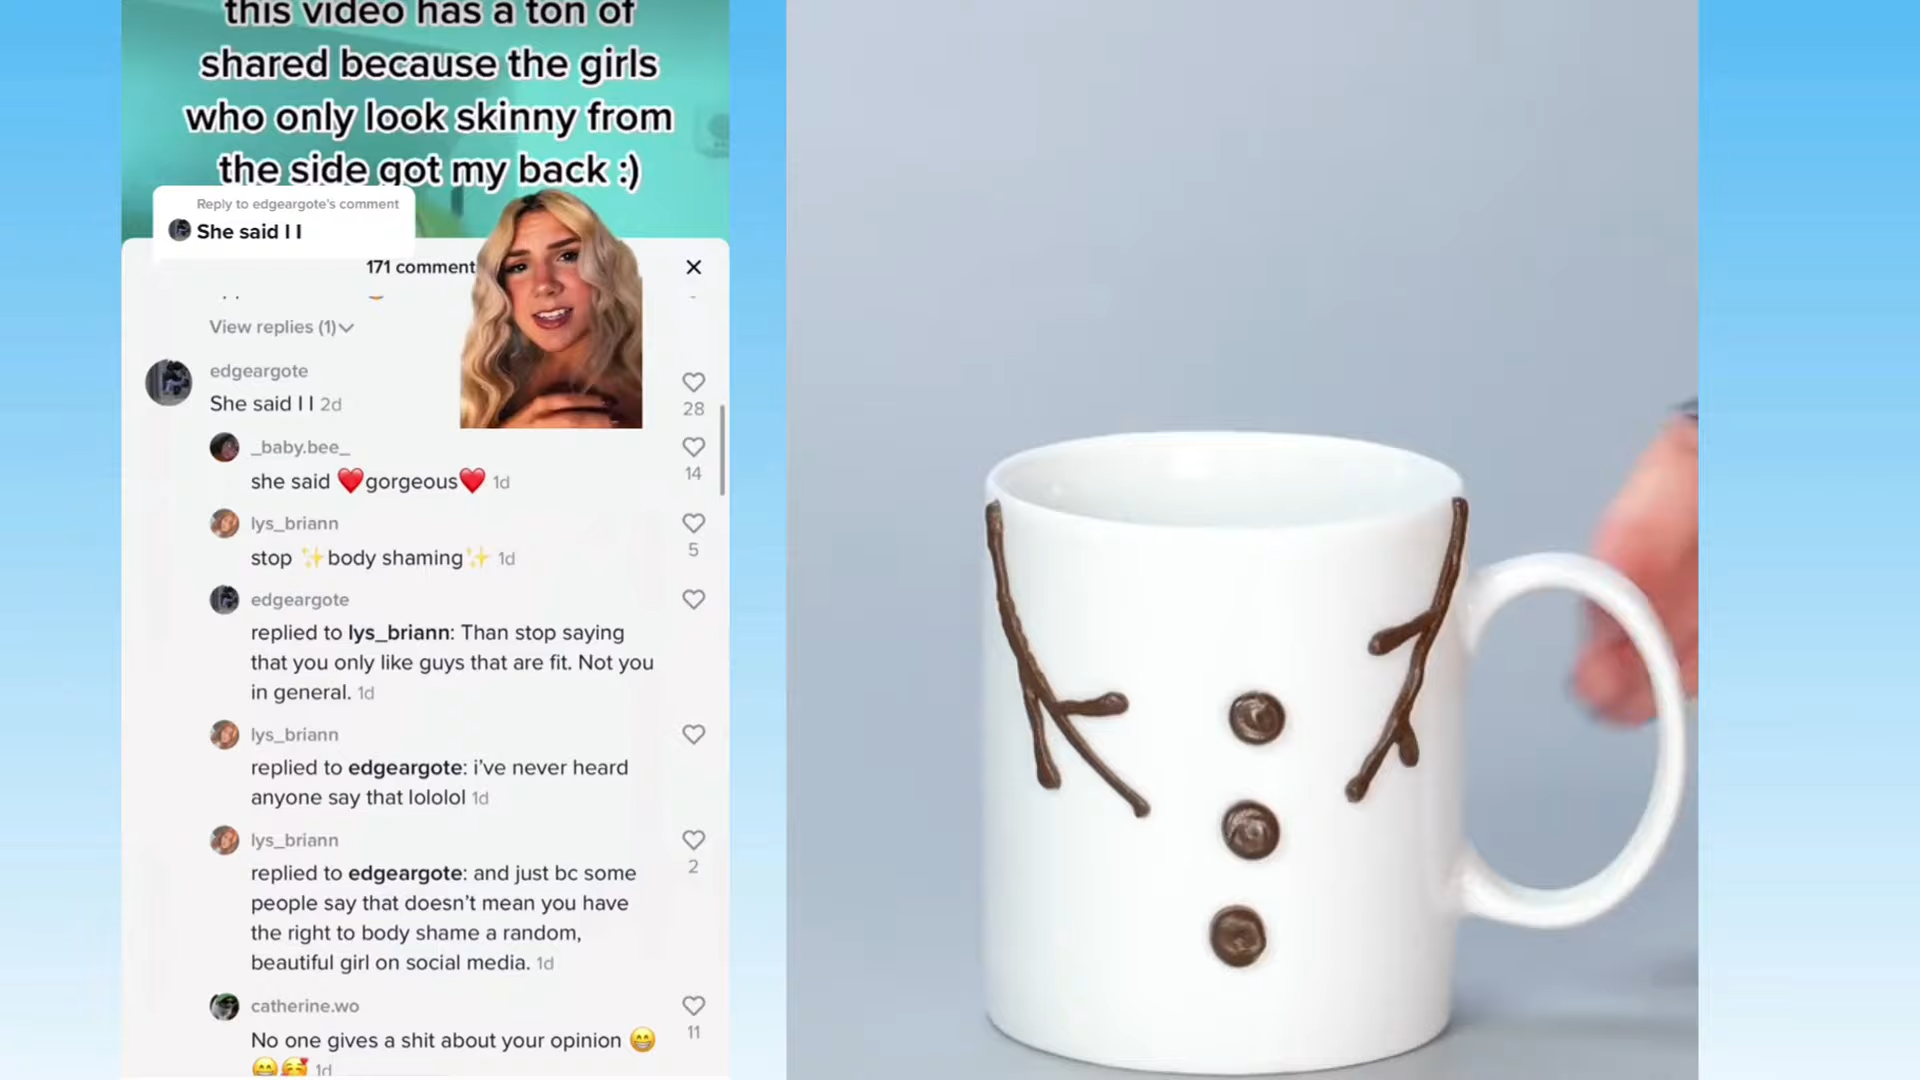 this video has a ton of
shared because the girls
who only look skinny from
the side got my back :)
Reply to edgeargote's comment
She said I I
171 comment
View replies (1)
edgeargote
She said I I 2d
28
_baby.bee_
she said ❤️gorgeous❤️ 1d
14
lys_briann
stop ✨body shaming✨ 1d
5
edgeargote
replied to lys_briann: Than stop saying
that you only like guys that are fit. Not you
in general. 1d
lys_briann
replied to edgeargote: i've never heard
anyone say that lololol 1d
lys_briann
replied to edgeargote: and just bc some
people say that doesn't mean you have
the right to body shame a random,
beautiful girl on social media. 1d
2
catherine.wo
No one gives a shit about your opinion 😁
😁🥰 1d
11